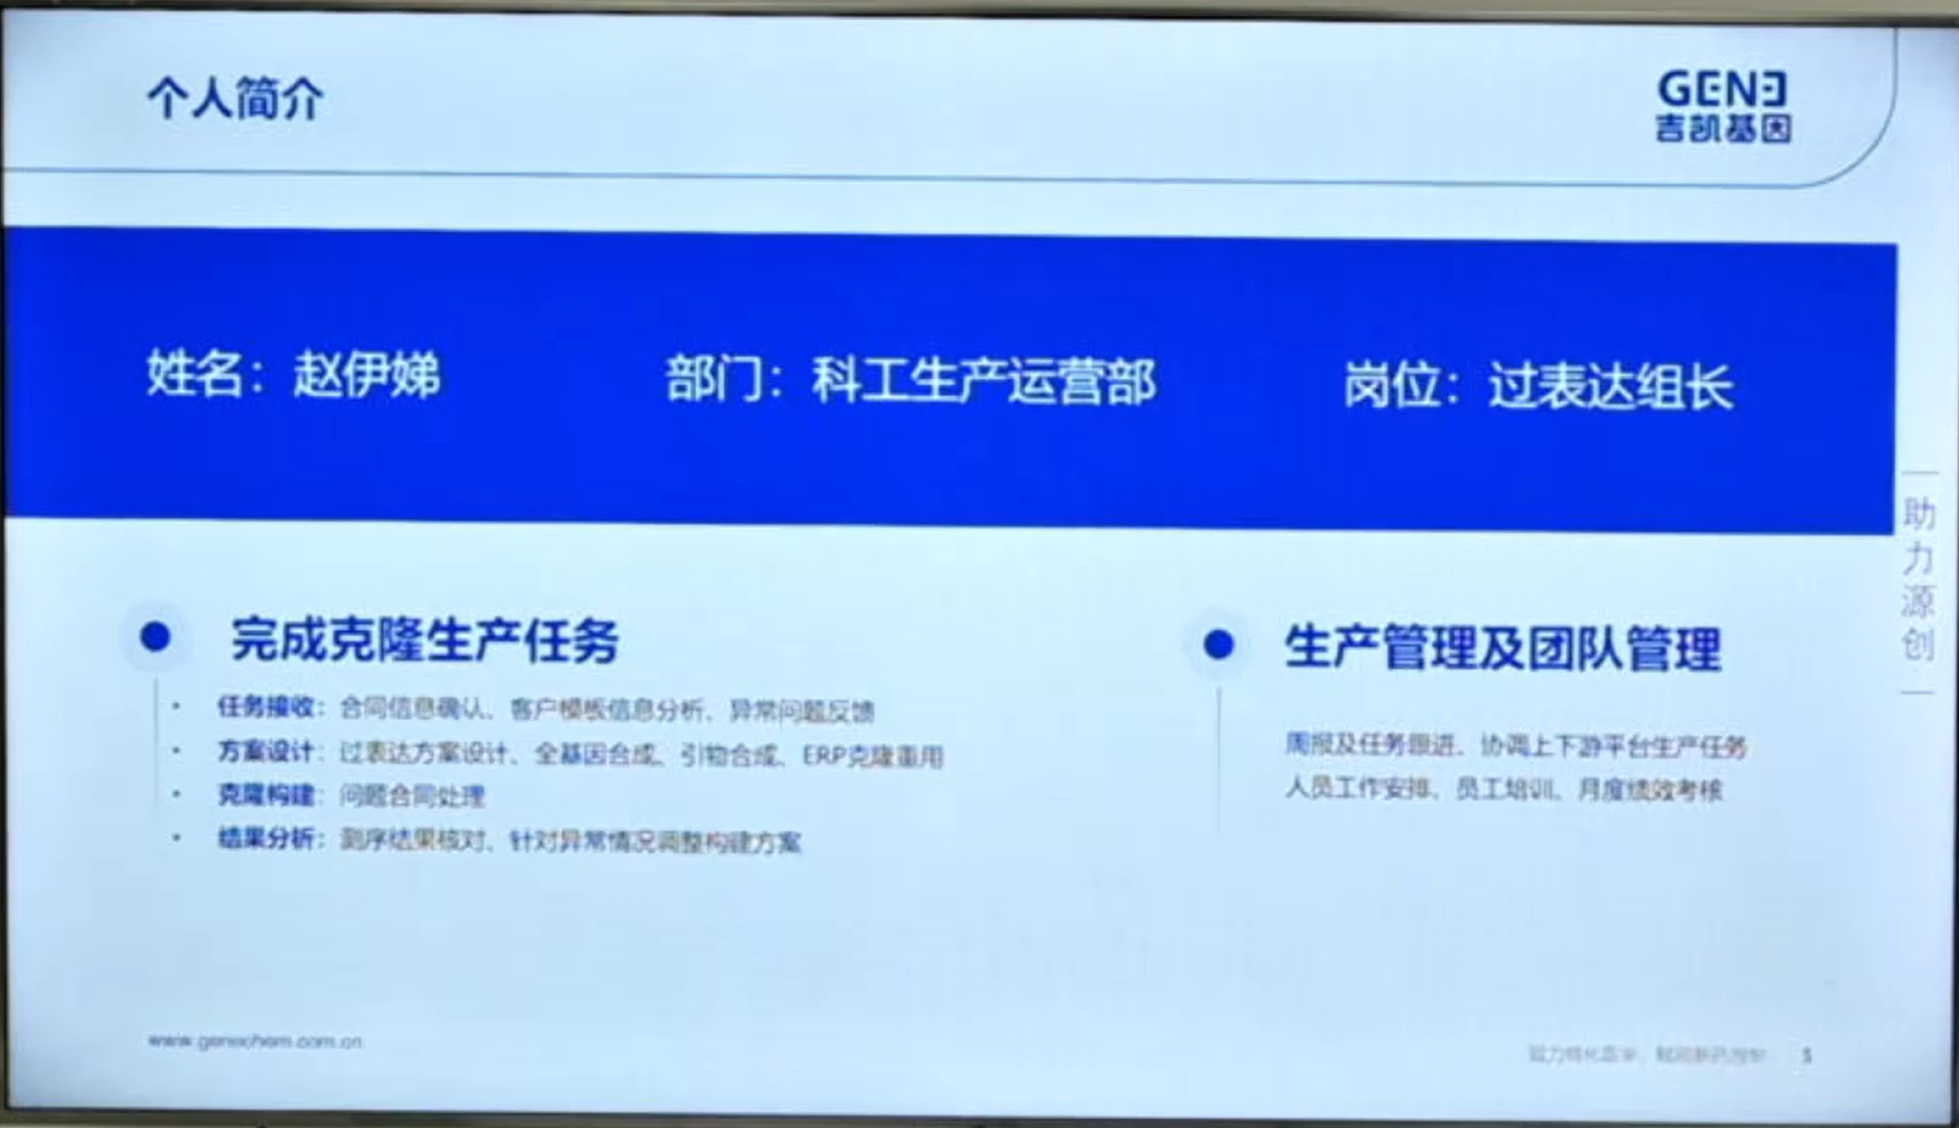 个人简介
GENE
吉凯基因
姓名：赵伊娣
部门：科工生产运营部
岗位：过表达组长
助力源创
完成克隆生产任务
任务接收：合同信息确认、客户模板信息分析、异常问题反馈
方案设计：过表达方案设计、全基因合成、引物合成、ERP克隆重用
克隆构建：问题合同处理
结果分析：测序结果核对、针对异常情况调整构建方案
生产管理及团队管理
周报及任务跟进、协调上下游平台生产任务
人员工作安排、员工培训、月度绩效考核
www.genechem.com.cn